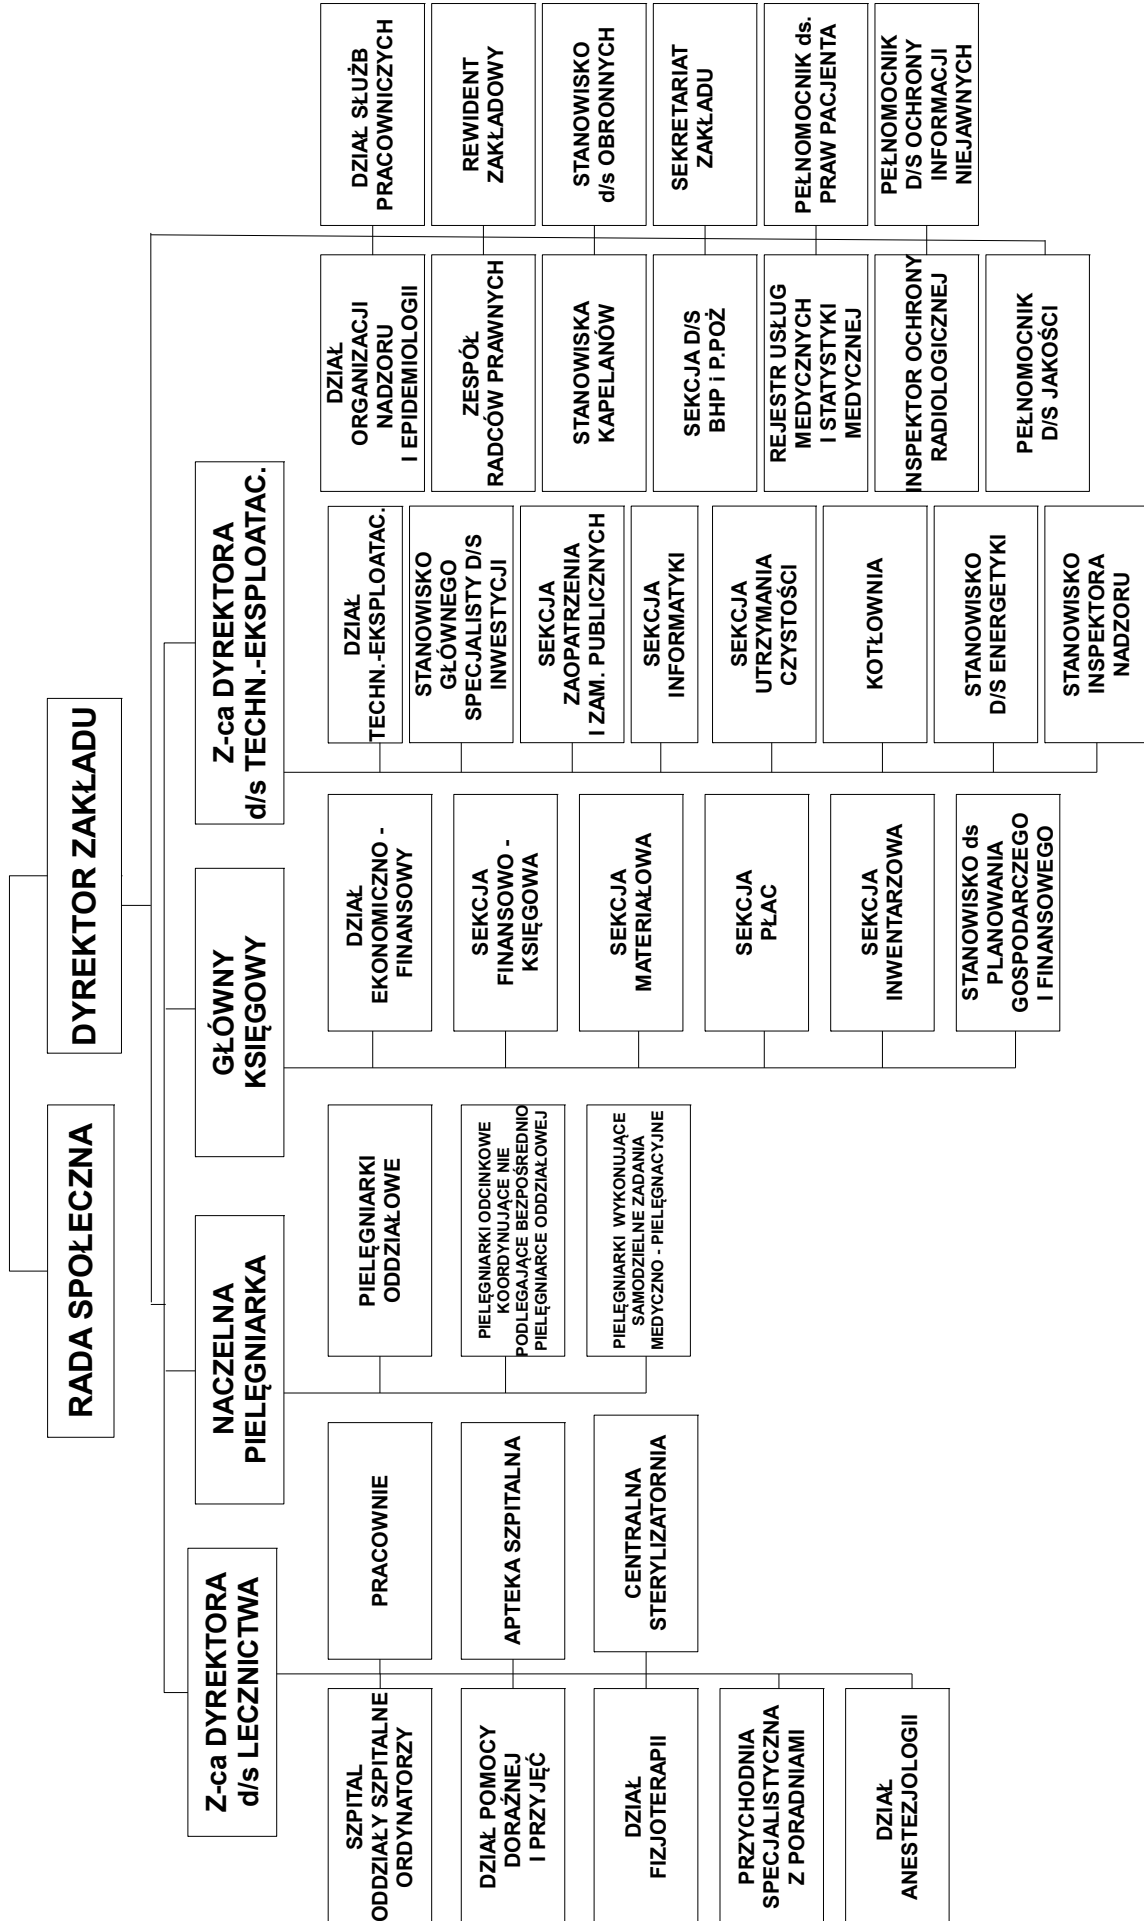 RADA SPOŁECZNA
DYREKTOR ZAKŁADU
Z-ca DYREKTORA
d/s LECZNICTWA
NACZELNA
PIELĘGNIARKA
GŁÓWNY
KSIĘGOWY
Z-ca DYREKTORA
d/s TECHN.-EKSPLOATAC.
SZPITAL
ODDZIAŁY SZPITALNE
ORDYNATORZY
DZIAŁ POMOCY
DORAŹNEJ
I PRZYJĘĆ
DZIAŁ
FIZJOTERAPII
PRZYCHODNIA
SPECJALISTYCZNA
Z PORADNIAMI
DZIAŁ
ANESTEZJOLOGII
PRACOWNIE
APTEKA SZPITALNA
CENTRALNA
STERYLIZATORNIA
PIELĘGNIARKI
ODDZIAŁOWE
PIELĘGNIARKI ODCINKOWE
KOORDYNUJĄCE NIE
PODLEGAJĄCE BEZPOŚREDNIO
PIELĘGNIARCE ODDZIAŁOWEJ
PIELĘGNIARKI WYKONUJĄCE
SAMODZIELNE ZADANIA
MEDYCZNO - PIELĘGNACYJNE
DZIAŁ
EKONOMICZNO -
FINANSOWY
SEKCJA
FINANSOWO -
KSIĘGOWA
SEKCJA
MATERIAŁOWA
SEKCJA
PŁAC
SEKCJA
INWENTARZOWA
STANOWISKO ds
PLANOWANIA
GOSPODARCZEGO
I FINANSOWEGO
DZIAŁ
TECHN.-EKSPLOATAC.
STANOWISKO
GŁÓWNEGO
SPECJALISTY D/S
INWESTYCJI
SEKCJA
ZAOPATRZENIA
I ZAM. PUBLICZNYCH
SEKCJA
INFORMATYKI
SEKCJA
UTRZYMANIA
CZYSTOŚCI
KOTŁOWNIA
STANOWISKO
D/S ENERGETYKI
STANOWISKO
INSPEKTORA
NADZORU
DZIAŁ
ORGANIZACJI
NADZORU
I EPIDEMIOLOGII
ZESPÓŁ
RADCÓW PRAWNYCH
STANOWISKA
KAPELANÓW
SEKCJA D/S
BHP i P.POŻ
REJESTR USŁUG
MEDYCZNYCH
I STATYSTYKI
MEDYCZNEJ
INSPEKTOR OCHRONY
RADIOLOGICZNEJ
PEŁNOMOCNIK
D/S JAKOŚCI
DZIAŁ SŁUŻB
PRACOWNICZYCH
REWIDENT
ZAKŁADOWY
STANOWISKO
d/s OBRONNYCH
SEKRETARIAT
ZAKŁADU
PEŁNOMOCNIK ds.
PRAW PACJENTA
PEŁNOMOCNIK
D/S OCHRONY
INFORMACJI
NIEJAWNYCH